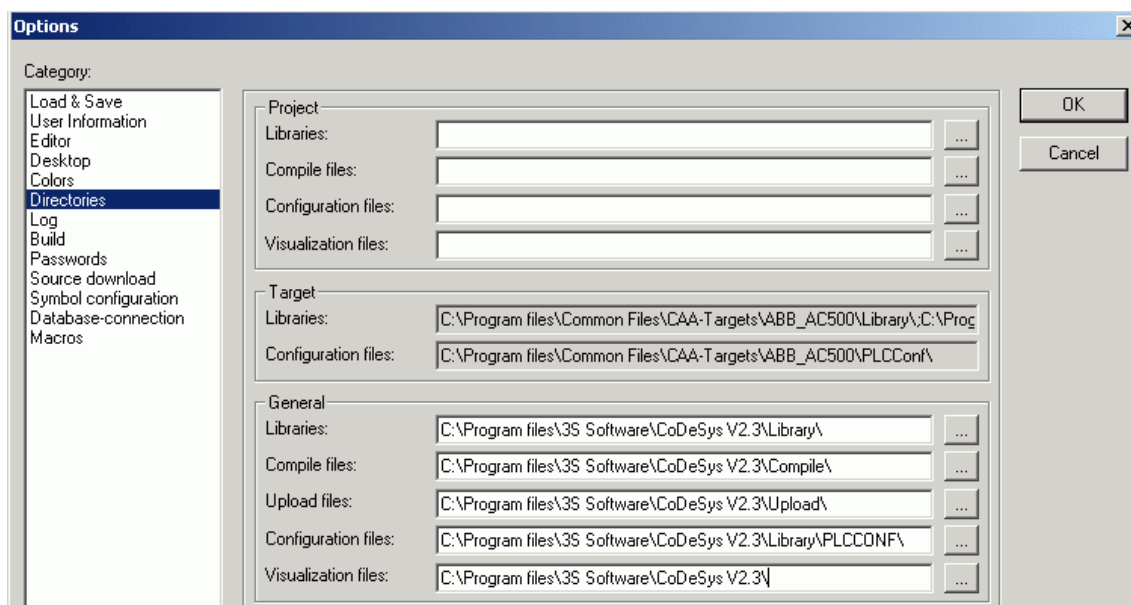 Options
Category:
Load & Save
User Information
Editor
Desktop
Colors
Directories
Log
Build
Passwords
Source download
Symbol configuration
Database-connection
Macros
Project
Libraries:
Compile files:
Configuration files:
Visualization files:
Target
Libraries: C:\Program files\Common Files\CAA-Targets\ABB_AC500\Library\;C:\Prog
Configuration files: C:\Program files\Common Files\CAA-Targets\ABB_AC500\PLCConf\
General
Libraries: C:\Program files\3S Software\CoDeSys V2.3\Library\
Compile files: C:\Program files\3S Software\CoDeSys V2.3\Compile\
Upload files: C:\Program files\3S Software\CoDeSys V2.3\Upload\
Configuration files: C:\Program files\3S Software\CoDeSys V2.3\Library\PLCCONF\
Visualization files: C:\Program files\3S Software\CoDeSys V2.3\
OK
Cancel